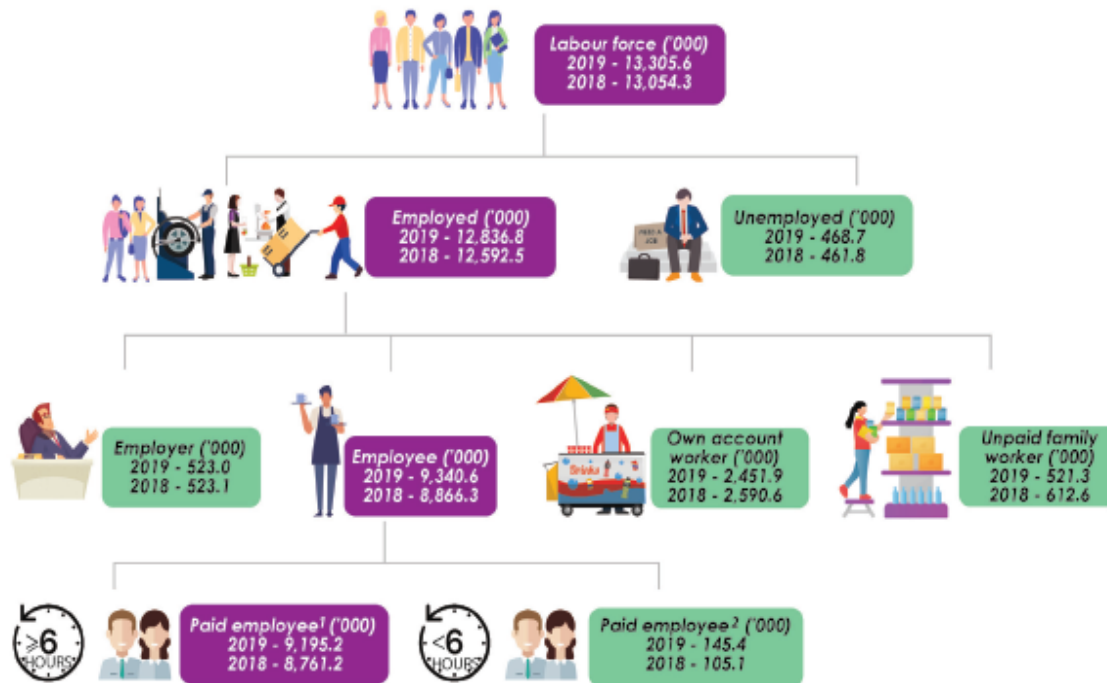 Labour force ('000)
2019 - 13,305.6
2018 - 13,054.3
Employed ('000)
2019 - 12,836.8
2018 - 12,592.5
NEED A
JOB
Unemployed ('000)
2019 - 468.7
2018 - 461.8
Employer ('000)
2019 - 523.0
2018 - 523.1
Employee ('000)
2019 - 9,340.6
2018 - 8,866.3
Drinks
Own account
worker ('000)
2019 - 2,451.9
2018 - 2,590.6
Unpaid family
worker ('000)
2019 - 521.3
2018 - 612.6
≥6
HOURS
Paid employee¹ ('000)
2019 - 9,195.2
2018 - 8,761.2
<6
HOURS
Paid employee² ('000)
2019 - 145.4
2018 - 105.1